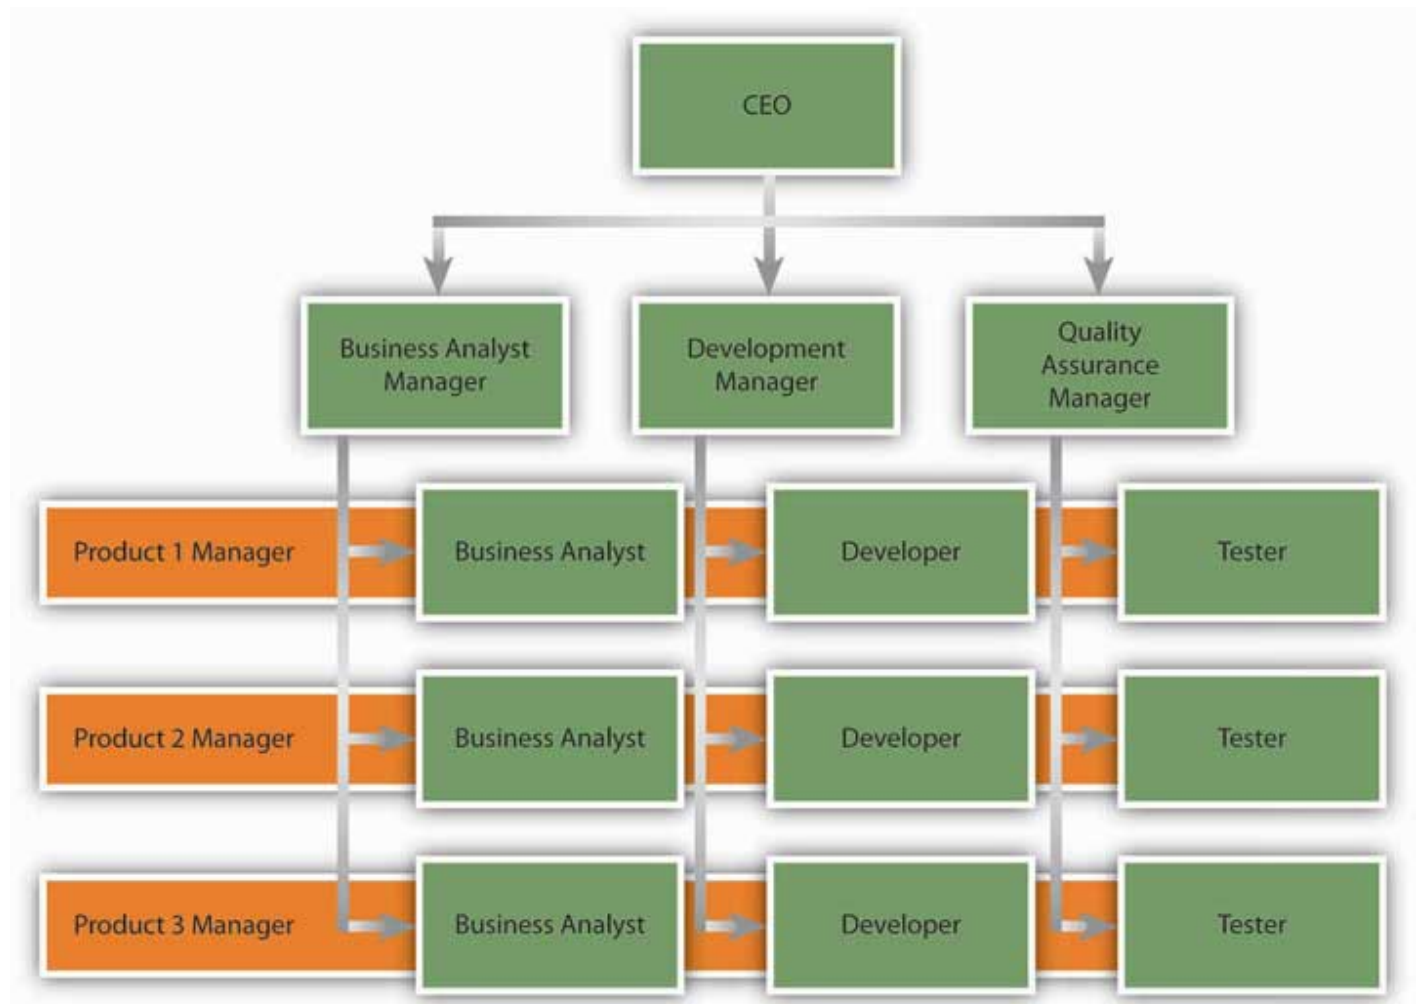 CEO
Business Analyst
Manager
Development
Manager
Quality
Assurance
Manager
Product 1 Manager
Business Analyst
Developer
Tester
Product 2 Manager
Business Analyst
Developer
Tester
Product 3 Manager
Business Analyst
Developer
Tester